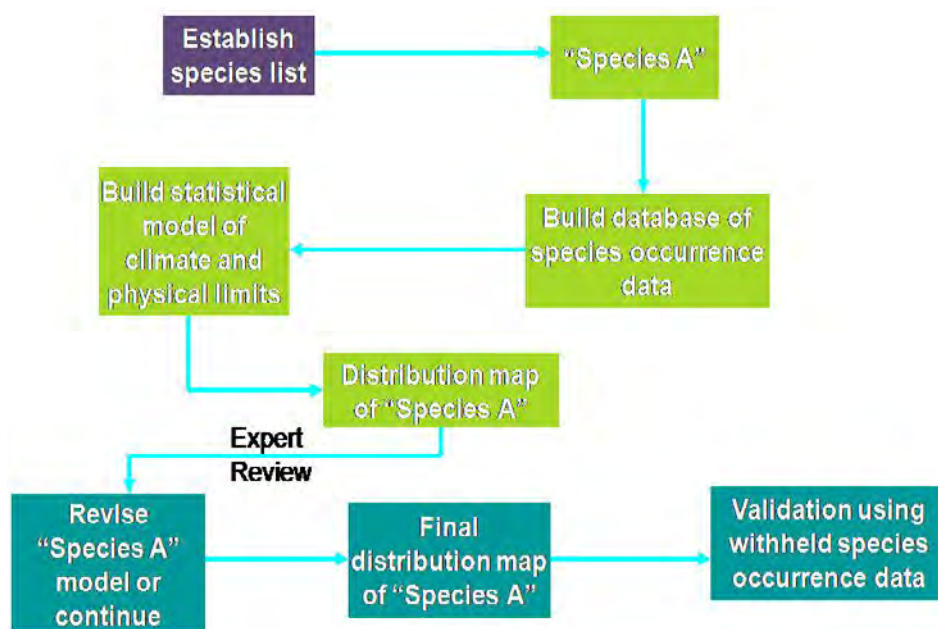 Establish
species list
“Species A”
Build statistical
model of
climate and
physical limits
Build database of
species occurrence
data
Distribution map
of “Species A”
Expert
Review
Revise
“Species A”
model or
continue
Final
distribution map
of “Species A”
Validation using
withheld species
occurrence data